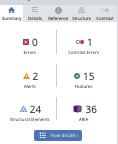 Summary Details Reference Structure Contrast
0 1
Errors Contrast Errors
2 15
Alerts Features
24 36
Structural Elements ARIA
View details ›